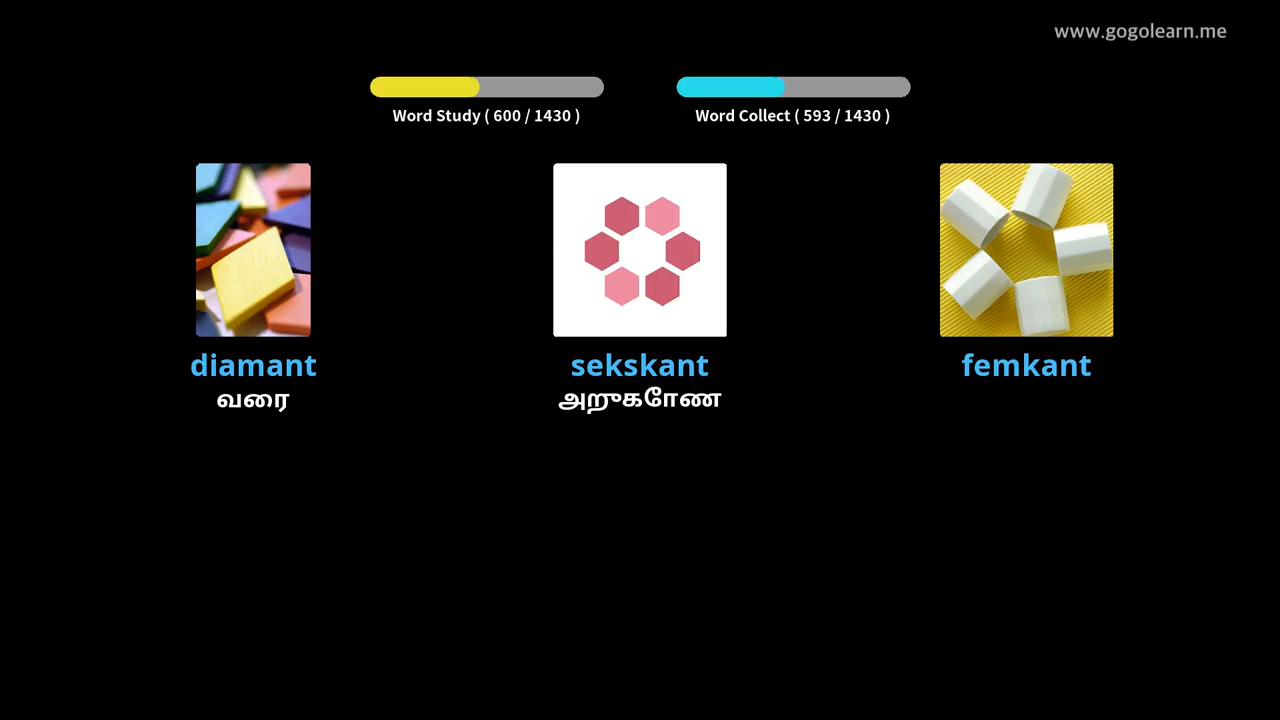 www.gogolearn.me
Word Study ( 600 / 1430 )
Word Collect ( 593 / 1430 )
diamant
வரை
sekskant
அறுகோண
femkant